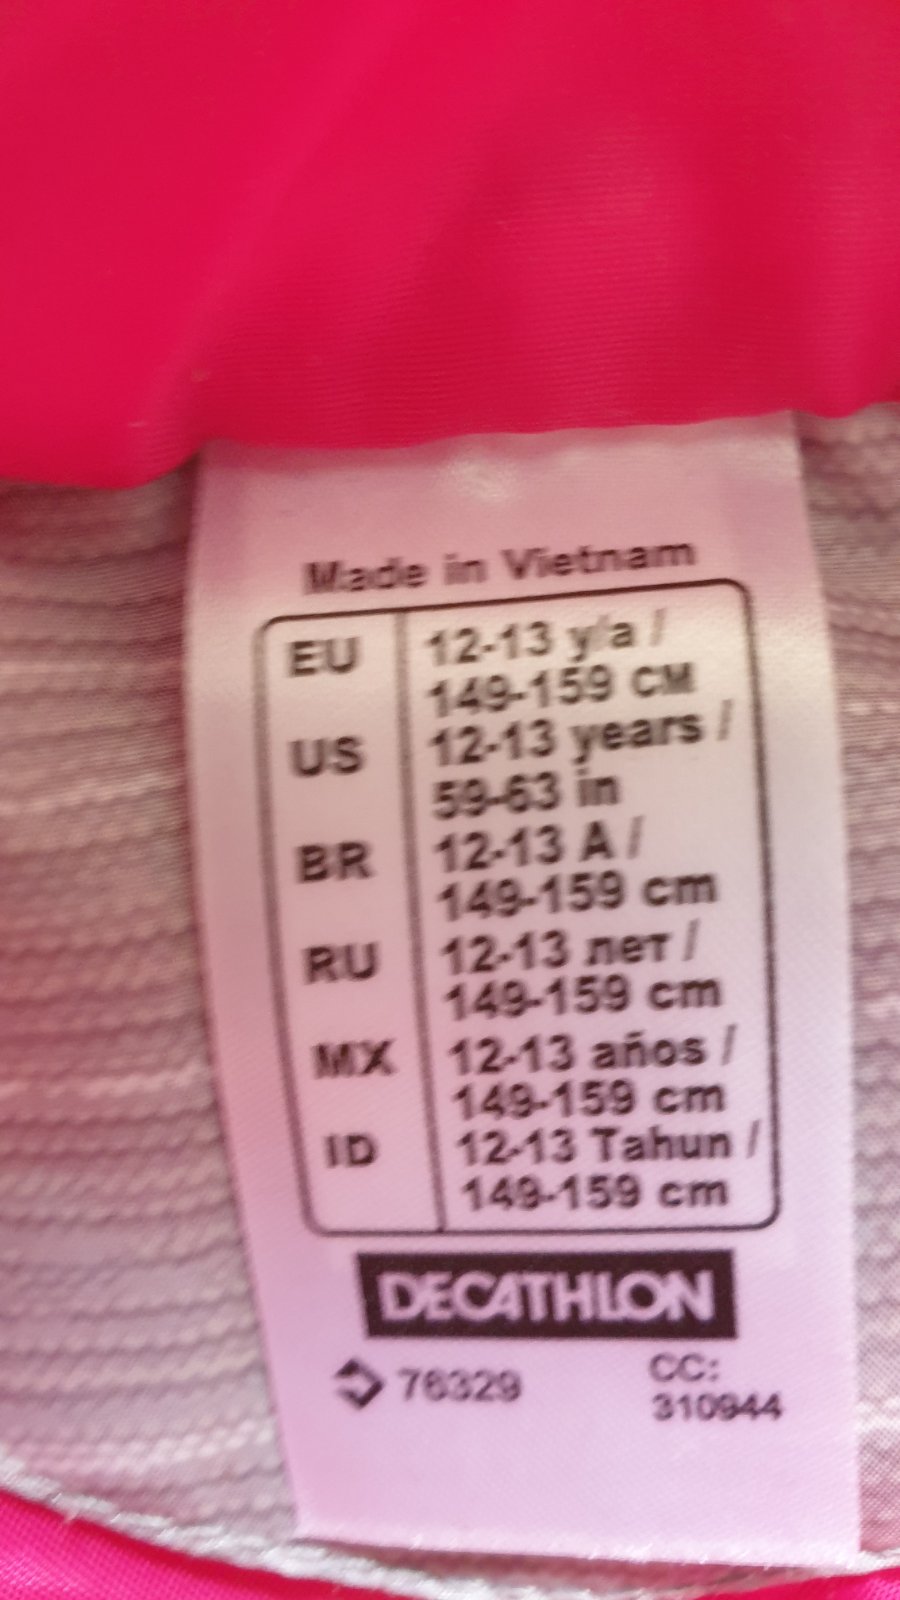 Made in Vietnam
EU 12-13 y/a /
149-159 CM
US 12-13 years /
59-63 in
BR 12-13 A /
149-159 cm
RU 12-13 лет /
149-159 cm
MX 12-13 años /
149-159 cm
ID 12-13 Tahun /
149-159 cm
DECATHLON
76329 CC:
310944